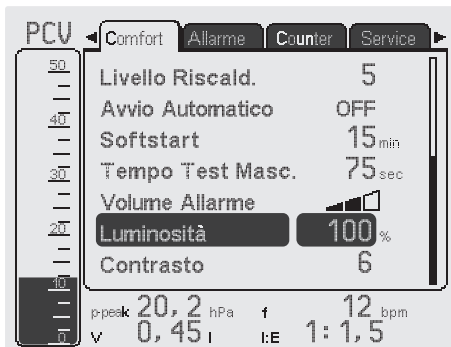 PCV
Comfort Allarme Counter Service
50
40
30
20
10
0
Livello Riscald. 5
Avvio Automatico OFF
Softstart 15 min
Tempo Test Masc. 75 sec
Volume Allarme
Luminosità 100 %
Contrasto 6
p-peak 20,2 hPa f 12 bpm
V 0,45 l I:E 1:1,5